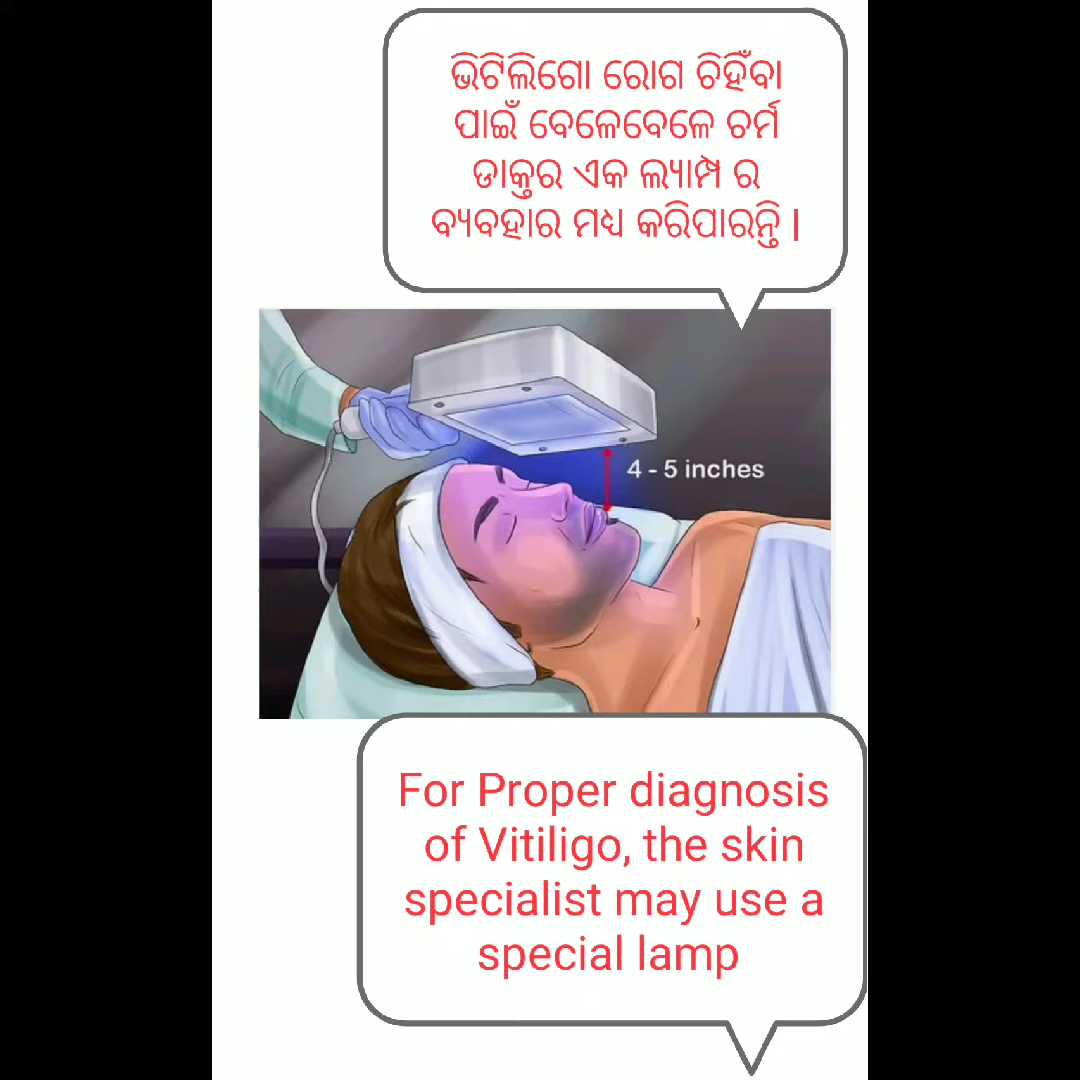 ଭିଟିଲିଗୋ ରୋଗ ଚିହିଁବା
ପାଇଁ ବେଳେବେଳେ ଚର୍ମ
ଡାକ୍ତର ଏକ ଲ୍ୟାମ୍ପ ର
ବ୍ୟବହାର ମଧ୍ୟ କରିପାରନ୍ତି |
4 - 5 inches
For Proper diagnosis
of Vitiligo, the skin
specialist may use a
special lamp